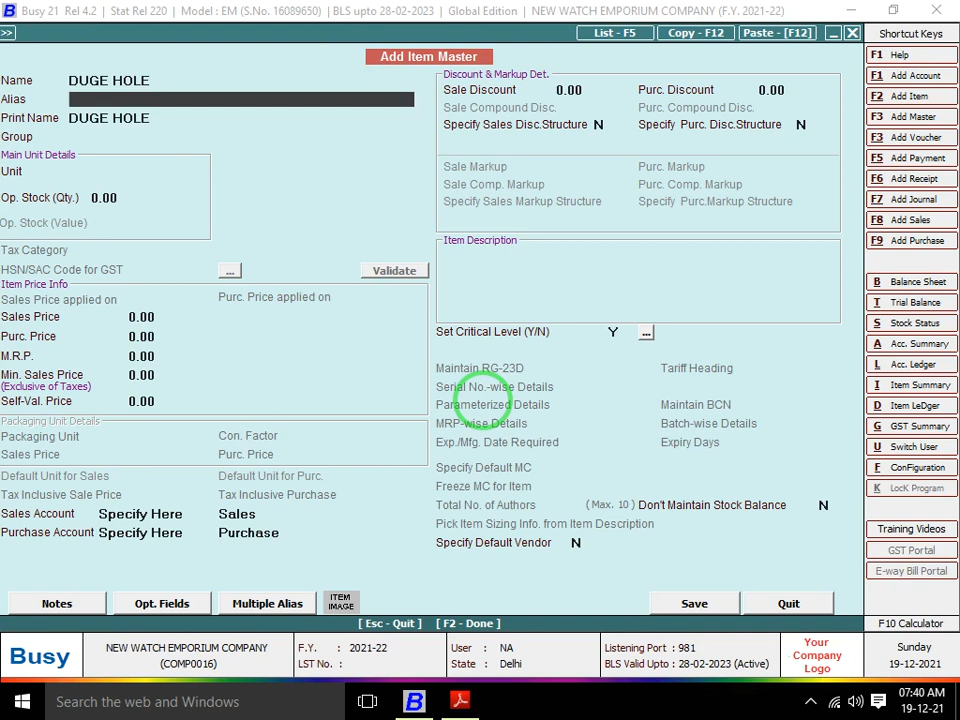 Busy 21 Rel 4.2 | Stat Rel 220 | Model : EM (S.No. 16089650) | BLS upto 28-02-2023 | Global Edition | NEW WATCH EMPORIUM COMPANY (F.Y. 2021-22)
>> List - F5 Copy - F12 Paste - [F12]
Shortcut Keys
Add Item Master
Name DUGE HOLE
Alias
Print Name DUGE HOLE
Group
Main Unit Details
Unit
Op. Stock (Qty.) 0.00
Op. Stock (Value)
Tax Category
HSN/SAC Code for GST ... Validate
Item Price Info
Sales Price applied on Purc. Price applied on
Sales Price 0.00
Purc. Price 0.00
M.R.P. 0.00
Min. Sales Price 0.00
(Exclusive of Taxes)
Self-Val. Price 0.00
Packaging Unit Details
Packaging Unit Con. Factor
Sales Price Purc. Price
Default Unit for Sales Default Unit for Purc.
Tax Inclusive Sale Price Tax Inclusive Purchase
Sales Account Specify Here Sales
Purchase Account Specify Here Purchase
Discount & Markup Det.
Sale Discount 0.00 Purc. Discount 0.00
Sale Compound Disc. Purc. Compound Disc.
Specify Sales Disc.Structure N Specify Purc. Disc.Structure N
Sale Markup Purc. Markup
Sale Comp. Markup Purc. Comp. Markup
Specify Sales Markup Structure Specify Purc.Markup Structure
Item Description
Set Critical Level (Y/N) Y ...
Maintain RG-23D Tariff Heading
Serial No.-wise Details
Parameterized Details Maintain BCN
MRP-wise Details Batch-wise Details
Exp./Mfg. Date Required Expiry Days
Specify Default MC
Freeze MC for Item
Total No. of Authors (Max. 10) Don't Maintain Stock Balance N
Pick Item Sizing Info. from Item Description
Specify Default Vendor N
Notes Opt. Fields Multiple Alias ITEM IMAGE Save Quit
[ Esc - Quit ] [ F2 - Done ]
F1 Help
F1 Add Account
F2 Add Item
F3 Add Master
F3 Add Voucher
F5 Add Payment
F6 Add Receipt
F7 Add Journal
F8 Add Sales
F9 Add Purchase
B Balance Sheet
T Trial Balance
S Stock Status
A Acc. Summary
L Acc. Ledger
I Item Summary
D Item LeDger
G GST Summary
U Switch User
F ConFiguration
K LocK Program
Training Videos
GST Portal
E-way Bill Portal
F10 Calculator
Busy
NEW WATCH EMPORIUM COMPANY
(COMP0016)
F.Y. : 2021-22
LST No. :
User : NA
State : Delhi
Listening Port : 981
BLS Valid Upto : 28-02-2023 (Active)
Your
Company
Logo
Sunday
19-12-2021
Search the web and Windows
B
07:40 AM
19-12-21